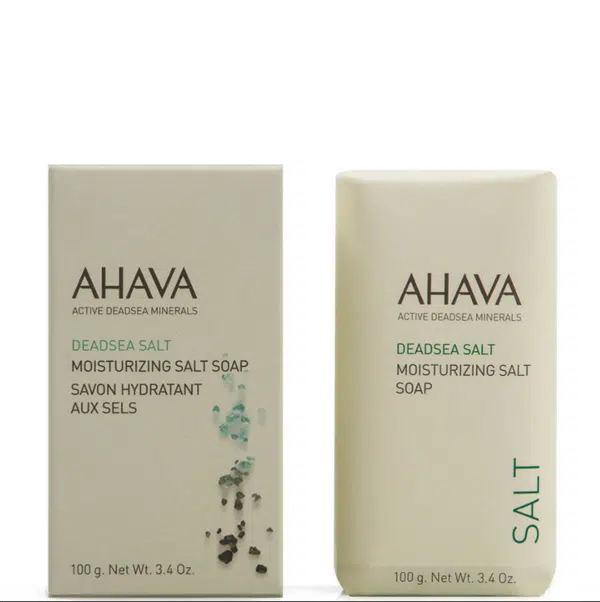 AHAVA
ACTIVE DEADSEA MINERALS
DEADSEA SALT
MOISTURIZING SALT SOAP
SAVON HYDRATANT
AUX SELS
100 g. Net Wt. 3.4 Oz.
AHAVA
ACTIVE DEADSEA MINERALS
DEADSEA SALT
MOISTURIZING SALT
SOAP
SALT
100 g. Net Wt. 3.4 Oz.